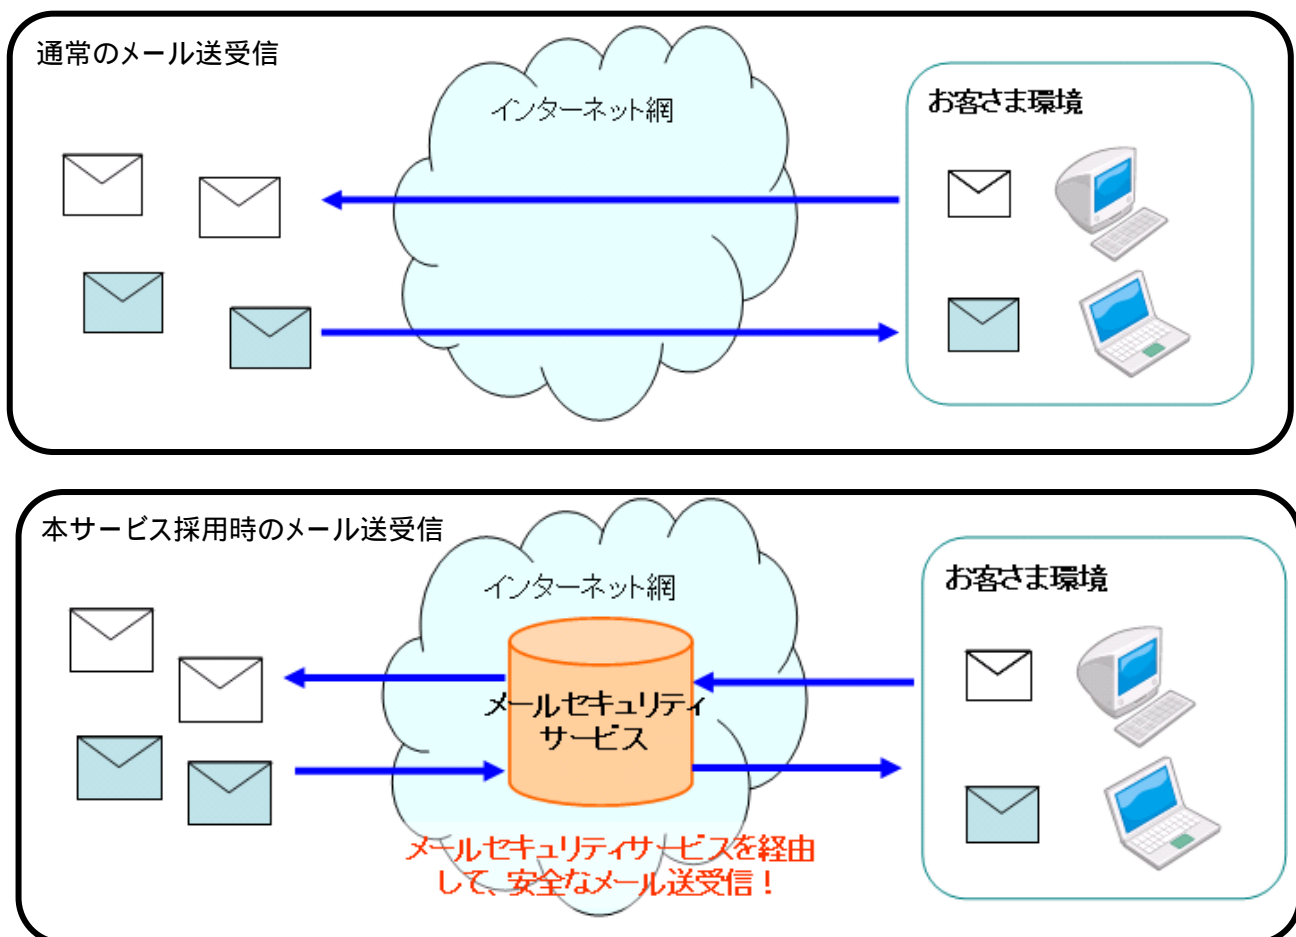 通常のメール送受信
インターネット網
お客さま環境
本サービス採用時のメール送受信
インターネット網
お客さま環境
メールセキュリティ
サービス
メールセキュリティサービスを経由
して、安全なメール送受信！